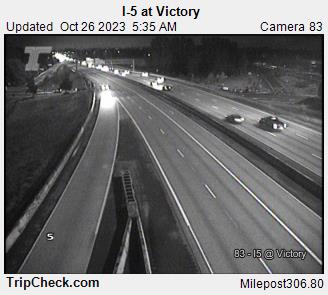 I-5 at Victory
Updated Oct 26 2023 5:35 AM Camera 83
T
S
83 - I5 @ Victory
TripCheck.com Milepost306.80